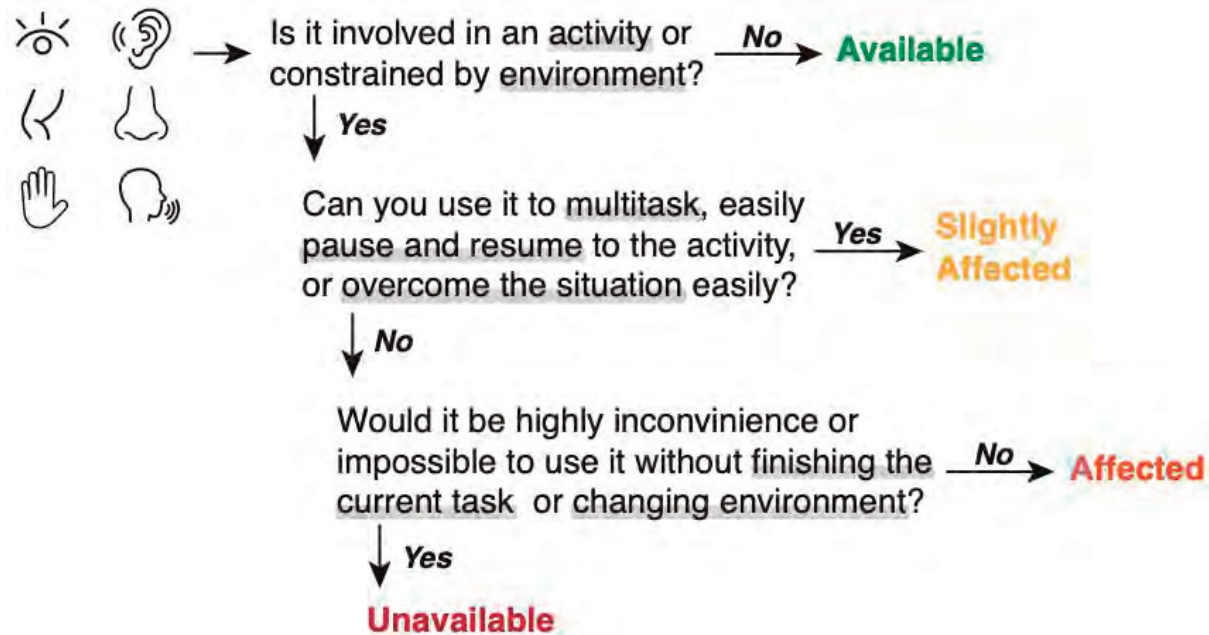 Is it involved in an activity or
constrained by environment?
No
Available
Yes
Can you use it to multitask, easily
pause and resume to the activity,
or overcome the situation easily?
Yes
Slightly
Affected
No
Would it be highly inconvinience or
impossible to use it without finishing the
current task or changing environment?
No
Affected
Yes
Unavailable